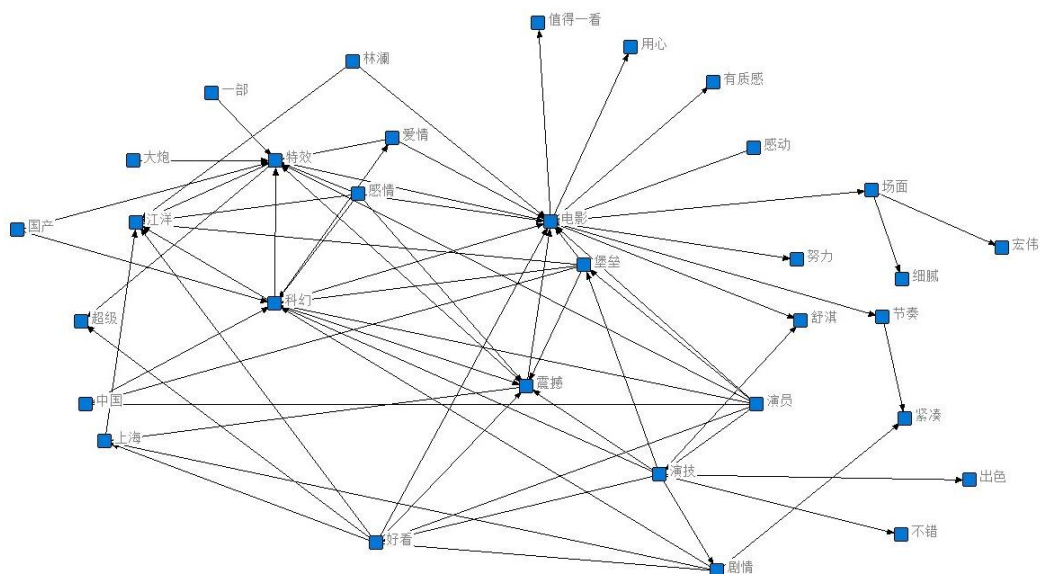 值得一看
用心
林澜
有质感
一部
爱情
感动
大炮
特效
感情
场面
国产
江洋
电影
宏伟
努力
堡垒
细腻
科幻
超级
舒淇
节奏
震撼
中国
演员
紧凑
上海
演技
出色
不错
好看
剧情